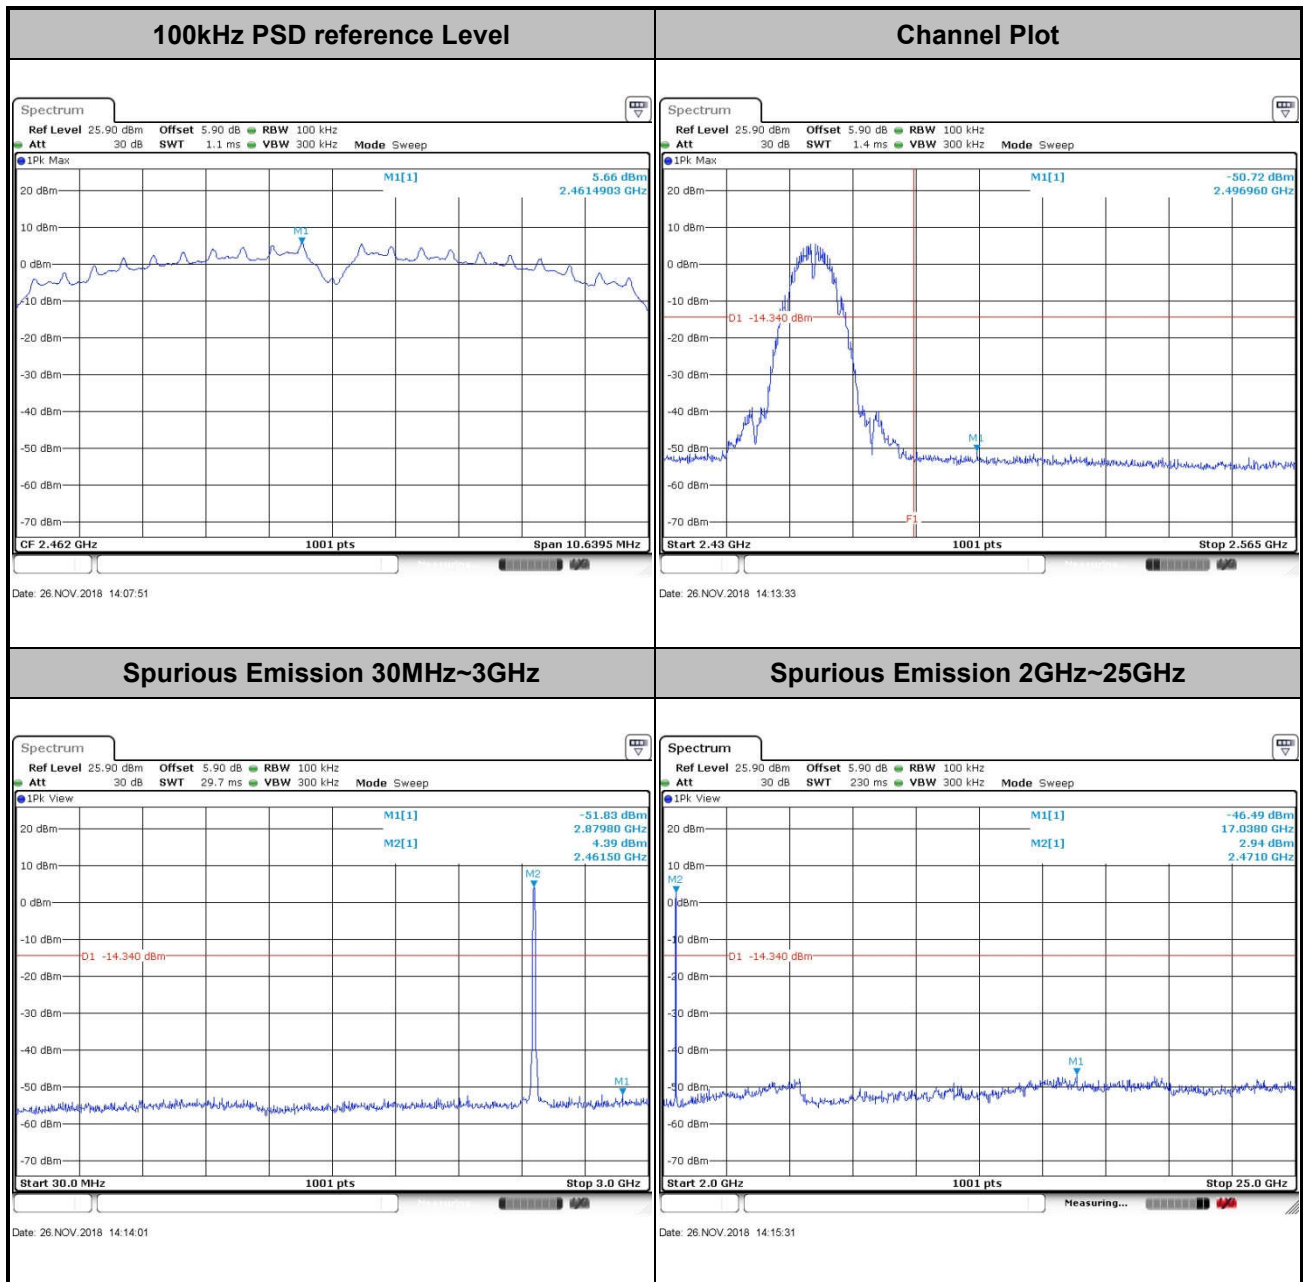 100kHz PSD reference Level
Channel Plot
Spectrum
Ref Level 25.90 dBm Offset 5.90 dB RBW 100 kHz
Att 30 dB SWT 1.1 ms VBW 300 kHz Mode Sweep
1Pk Max
M1[1] 5.66 dBm
2.4614903 GHz
20 dBm
10 dBm
M1
0 dBm
-10 dBm
-20 dBm
-30 dBm
-40 dBm
-50 dBm
-60 dBm
-70 dBm
CF 2.462 GHz 1001 pts Span 10.6395 MHz
Measuring...
Date: 26.NOV.2018 14:07:51
Spectrum
Ref Level 25.90 dBm Offset 5.90 dB RBW 100 kHz
Att 30 dB SWT 1.4 ms VBW 300 kHz Mode Sweep
1Pk Max
M1[1] -50.72 dBm
2.496960 GHz
20 dBm
10 dBm
0 dBm
-10 dBm
D1 -14.340 dBm
-20 dBm
-30 dBm
-40 dBm
M1
-50 dBm
-60 dBm
-70 dBm
F1
Start 2.43 GHz 1001 pts Stop 2.565 GHz
Measuring...
Date: 26.NOV.2018 14:13:33
Spurious Emission 30MHz~3GHz
Spurious Emission 2GHz~25GHz
Spectrum
Ref Level 25.90 dBm Offset 5.90 dB RBW 100 kHz
Att 30 dB SWT 29.7 ms VBW 300 kHz Mode Sweep
1Pk View
M1[1] -51.83 dBm
2.87980 GHz
20 dBm
M2[1] 4.39 dBm
2.46150 GHz
10 dBm
M2
0 dBm
-10 dBm
D1 -14.340 dBm
-20 dBm
-30 dBm
-40 dBm
-50 dBm
M1
-60 dBm
-70 dBm
Start 30.0 MHz 1001 pts Stop 3.0 GHz
Measuring...
Date: 26.NOV.2018 14:14:01
Spectrum
Ref Level 25.90 dBm Offset 5.90 dB RBW 100 kHz
Att 30 dB SWT 230 ms VBW 300 kHz Mode Sweep
1Pk View
M1[1] -46.49 dBm
17.0380 GHz
20 dBm
M2[1] 2.94 dBm
2.4710 GHz
10 dBm
M2
0 dBm
-10 dBm
D1 -14.340 dBm
-20 dBm
-30 dBm
-40 dBm
M1
-50 dBm
-60 dBm
-70 dBm
Start 2.0 GHz 1001 pts Stop 25.0 GHz
Measuring...
Date: 26.NOV.2018 14:15:31